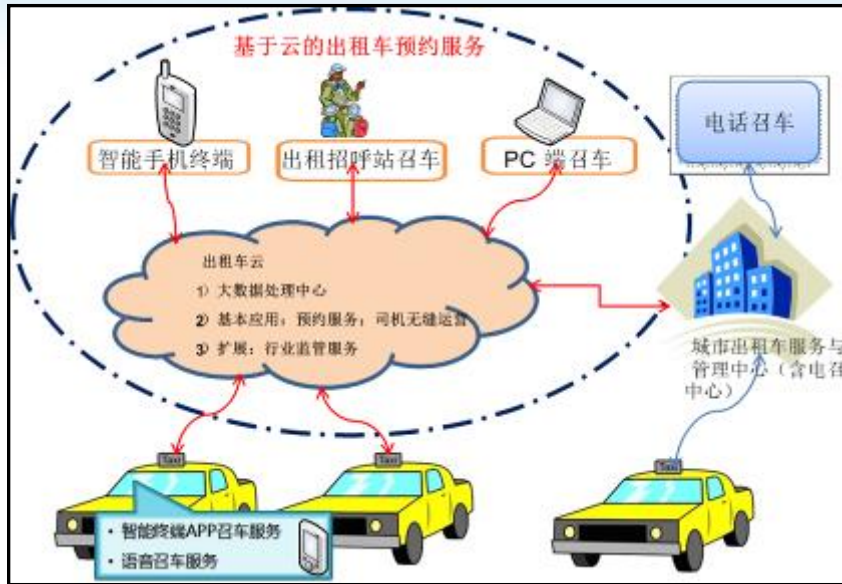 基于云的出租车预约服务
智能手机终端
出租招呼站召车
PC 端召车
电话召车
出租车云
1) 大数据处理中心
2) 基本应：预约服务；司机无缝运营
3) 扩展：行业监管服务
城市出租车服务与
管理中心（含电召
中心）
Taxi
Taxi
Taxi
• 智能终端APP召车服务
• 语音召车服务